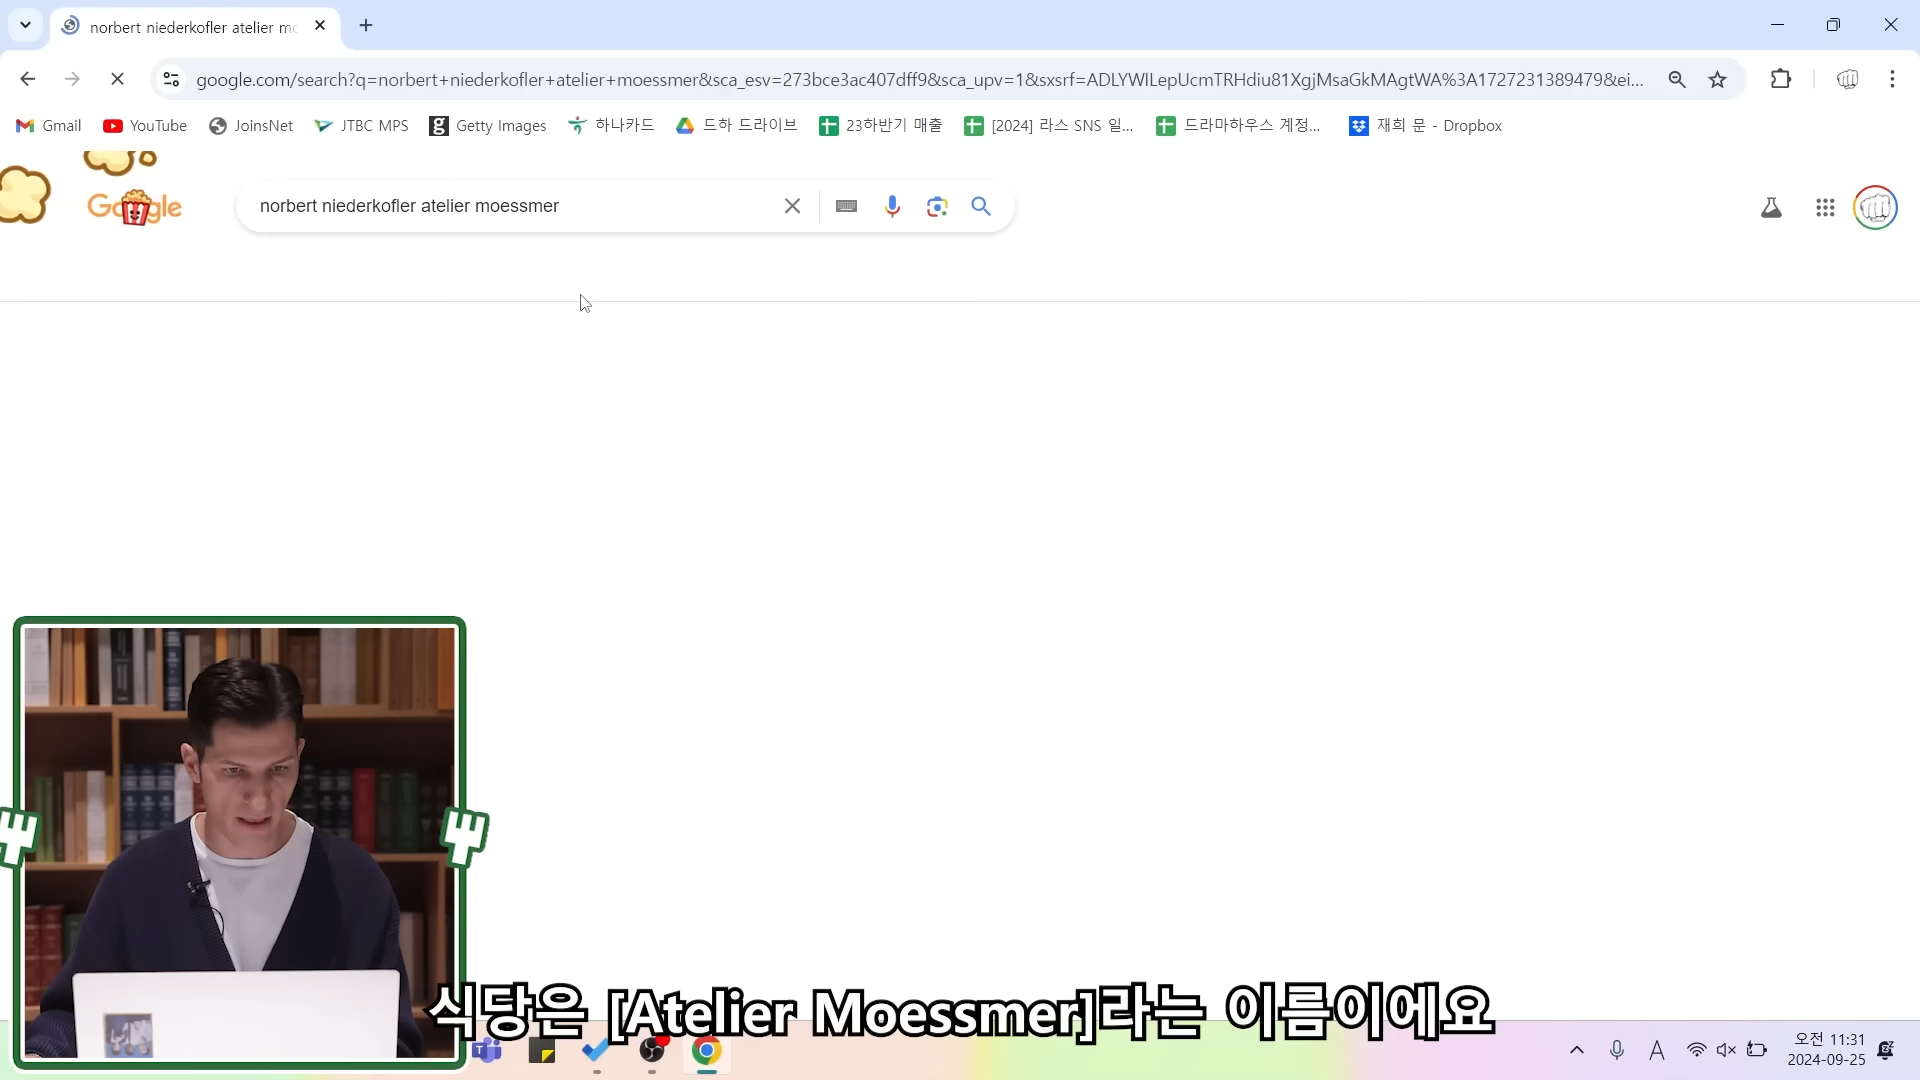 norbert niederkofler atelier mo
google.com/search?q=norbert+niederkofler+atelier+moessmer&sca_esv=273bce3ac407dff9&sca_upv=1&sxsrf=ADLYWILepUcmTRHdiu81XgjMsaGkMAgtWA%3A1727231389479&ei...
Gmail YouTube JoinsNet JTBC MPS Getty Images 하나카드 드하 드라이브 23하반기 매출 [2024] 라스 SNS 일... 드라마하우스 계정... 재희 문 - Dropbox
Google norbert niederkofler atelier moessmer
식당은 [Atelier Moessmer]라는 이름이에요
A 오전 11:31
2024-09-25